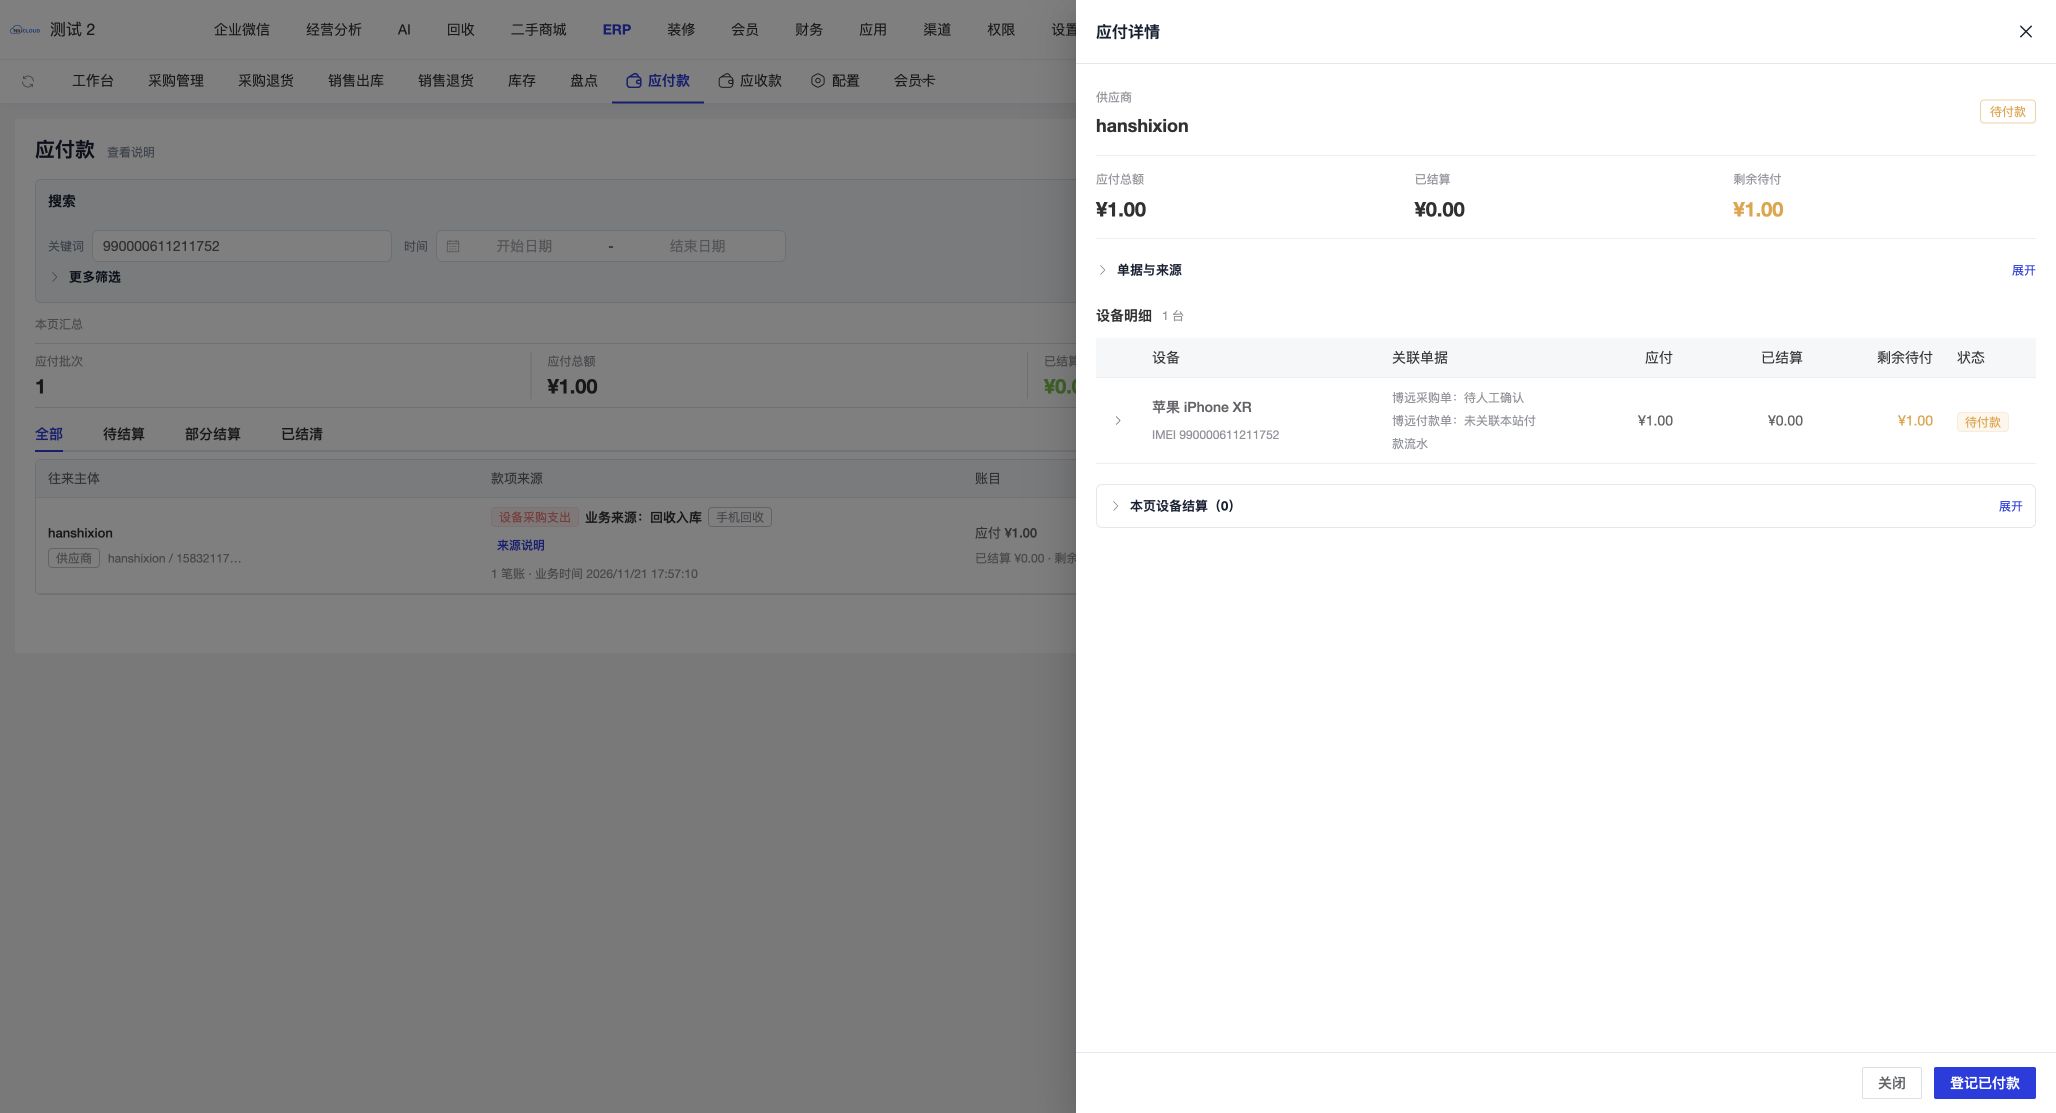 测试 2
企业微信 经营分析 AI 回收 二手商城 ERP 装修 会员 财务 应用 渠道 权限 设置
工作台 采购管理 采购退货 销售出库 销售退货 库存 盘点 应付款 应收款 配置 会员卡
应付款 查看说明
搜索
关键词 990000611211752 时间 开始日期 - 结束日期
更多筛选
本页汇总
应付批次 应付总额 已结算
1 ¥1.00 ¥0.0
全部 待结算 部分结算 已结清
往来主体 款项来源 账目
hanshixion
供应商 hanshixion / 15832117…
设备采购支出 业务来源：回收入库 手机回收
来源说明
1 笔账 · 业务时间 2026/11/21 17:57:10
应付 ¥1.00
已结算 ¥0.00 · 剩余
应付详情
供应商
hanshixion
待付款
应付总额 已结算 剩余待付
¥1.00 ¥0.00 ¥1.00
单据与来源 展开
设备明细 1 台
设备 关联单据 应付 已结算 剩余待付 状态
苹果 iPhone XR
IMEI 990000611211752
博远采购单：待人工确认
博远付款单：未关联本站付
款流水
¥1.00 ¥0.00 ¥1.00 待付款
本页设备结算（0） 展开
关闭 登记已付款